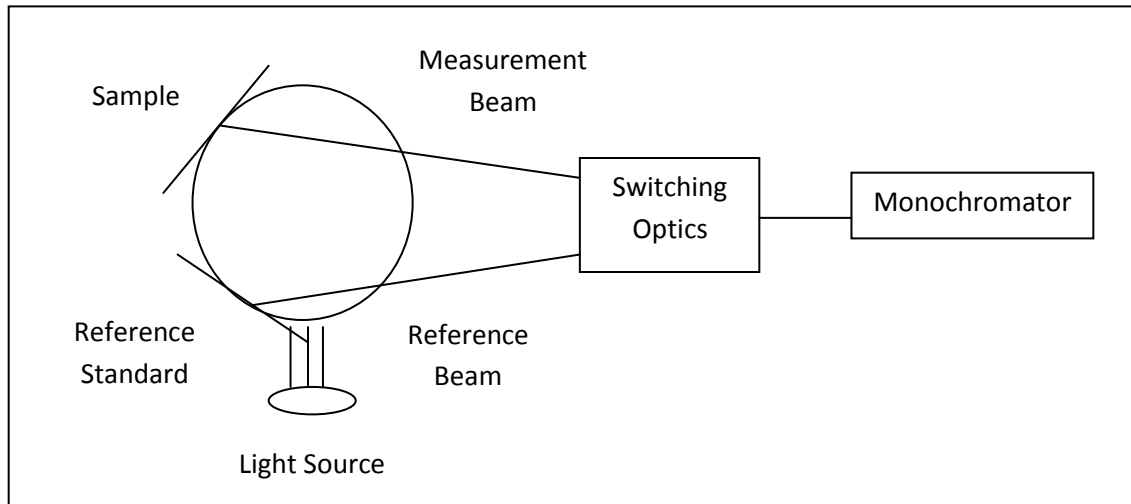 Sample
Measurement
Beam
Switching
Optics
Monochromator
Reference
Standard
Reference
Beam
Light Source